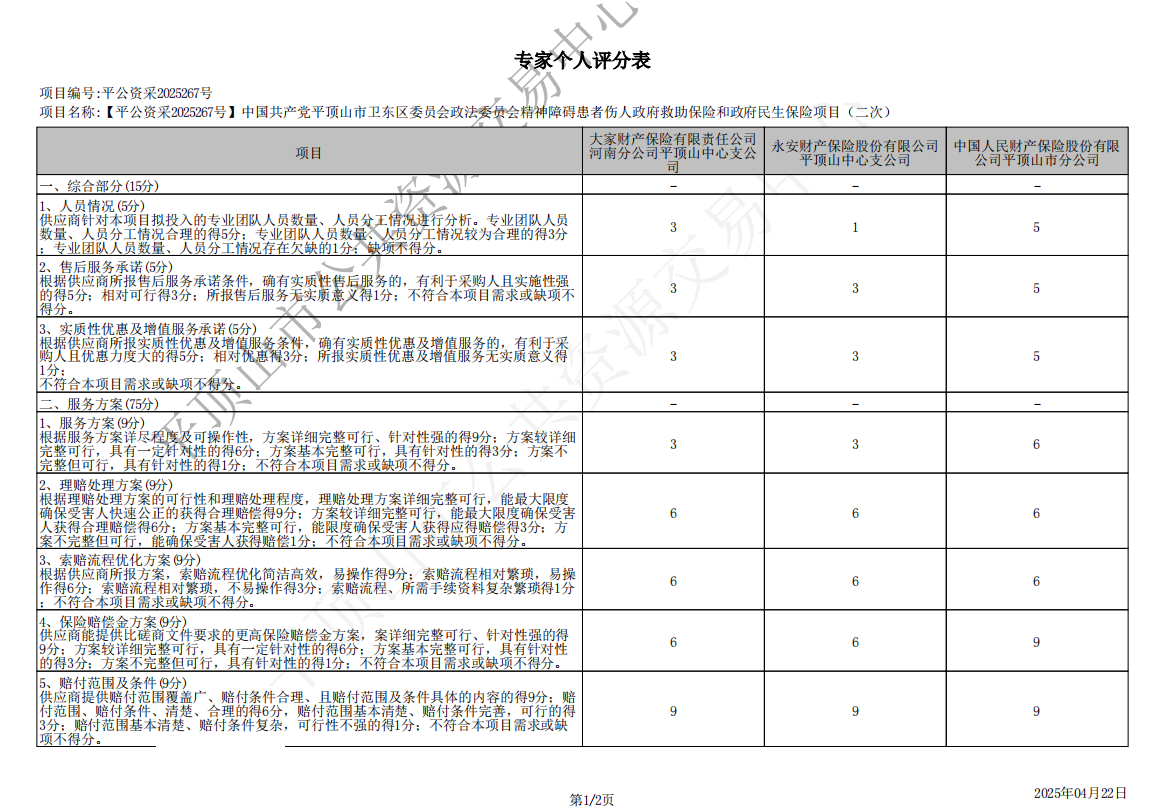 专家个人评分表
项目编号:平公资采2025267号
项目名称:【平公资采2025267号】中国共产党平顶山市卫东区委员会政法委员会精神障碍患者伤人政府救助保险和政府民生保险项目（二次）
项目
大家财产保险有限责任公司
河南分公司平顶山中心支公
司
永安财产保险股份有限公司
平顶山中心支公司
中国人民财产保险股份有限
公司平顶山市分公司
一、综合部分(15分)
－
－
－
1、人员情况(5分)
供应商针对本项目拟投入的专业团队人员数量、人员分工情况进行分析。专业团队人员
数量、人员分工情况合理的得5分；专业团队人员数量、人员分工情况较为合理的得3分
；专业团队人员数量、人员分工情况存在欠缺的1分；缺项不得分。
3
1
5
2、售后服务承诺(5分)
根据供应商所报售后服务承诺条件，确有实质性售后服务的，有利于采购人且实施性强
的得5分；相对可行得3分；所报售后服务无实质意义得1分；不符合本项目需求或缺项不
得分。
3
3
5
3、实质性优惠及增值服务承诺(5分)
根据供应商所报实质性优惠及增值服务条件，确有实质性优惠及增值服务的，有利于采
购人且优惠力度大的得5分；相对优惠得3分；所报实质性优惠及增值服务无实质意义得
1分；
不符合本项目需求或缺项不得分。
3
3
5
二、服务方案(75分)
－
－
－
1、服务方案(9分)
根据服务方案详尽程度及可操作性，方案详细完整可行、针对性强的得9分；方案较详细
完整可行，具有一定针对性的得6分；方案基本完整可行，具有针对性的得3分；方案不
完整但可行，具有针对性的得1分；不符合本项目需求或缺项不得分。
3
3
6
2、理赔处理方案(9分)
根据理赔处理方案的可行性和理赔处理程度，理赔处理方案详细完整可行，能最大限度
确保受害人快速公正的获得合理赔偿得9分；方案较详细完整可行，能最大限度确保受害
人获得合理赔偿得6分；方案基本完整可行，能限度确保受害人获得应得赔偿得3分；方
案不完整但可行，能确保受害人获得赔偿1分；不符合本项目需求或缺项不得分。
6
6
6
3、索赔流程优化方案(9分)
根据供应商所报方案，索赔流程优化简洁高效，易操作得9分；索赔流程相对繁琐，易操
作得6分；索赔流程相对繁琐，不易操作得3分；索赔流程、所需手续资料复杂繁琐得1分
；不符合本项目需求或缺项不得分。
6
6
6
4、保险赔偿金方案(9分)
供应商能提供比磋商文件要求的更高保险赔偿金方案，案详细完整可行、针对性强的得
9分；方案较详细完整可行，具有一定针对性的得6分；方案基本完整可行，具有针对性
的得3分；方案不完整但可行，具有针对性的得1分；不符合本项目需求或缺项不得分。
6
6
9
5、赔付范围及条件(9分)
供应商提供赔付范围覆盖广、赔付条件合理、且赔付范围及条件具体的内容的得9分；赔
付范围、赔付条件、清楚、合理的得6分，赔付范围基本清楚、赔付条件完善，可行的得
3分；赔付范围基本清楚、赔付条件复杂，可行性不强的得1分；不符合本项目需求或缺
项不得分。
9
9
9
平顶山市公共资源交易中心
平顶山市公共资源交易中心
第1/2页
2025年04月22日